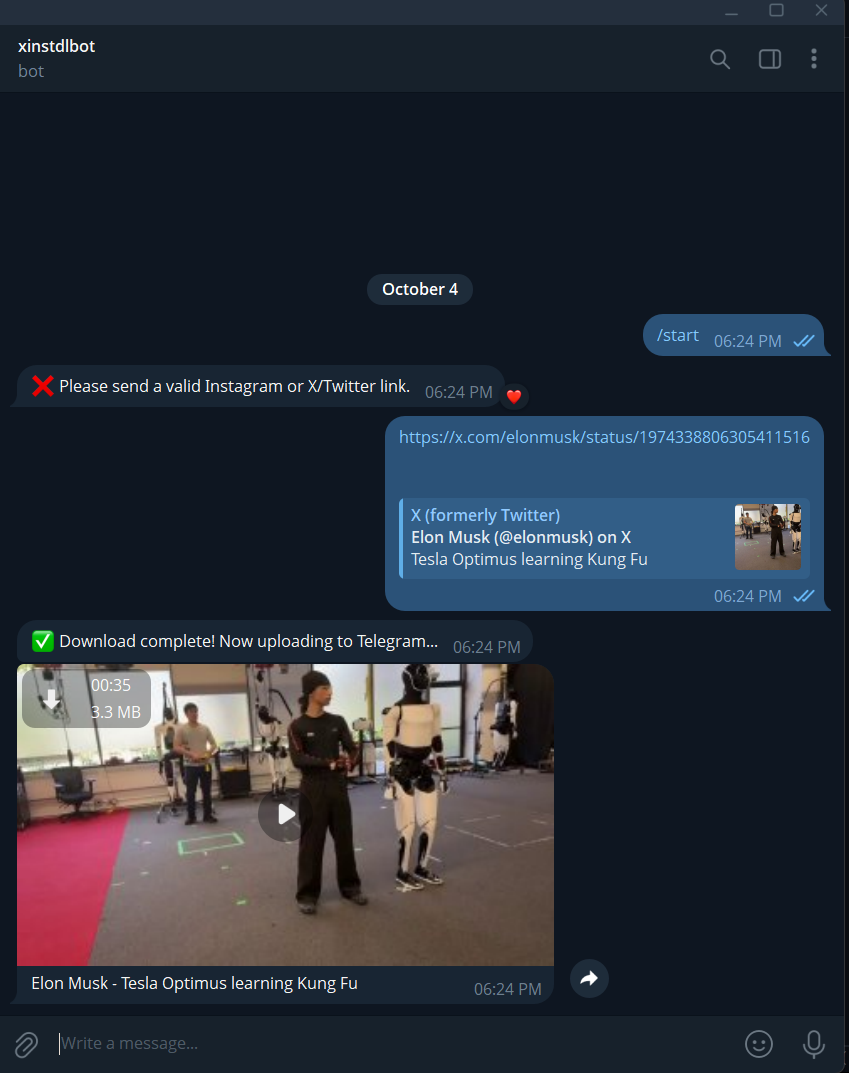 xinstdlbot
bot
October 4
/start 06:24 PM
❌ Please send a valid Instagram or X/Twitter link. 06:24 PM
https://x.com/elonmusk/status/1974338806305411516
X (formerly Twitter)
Elon Musk (@elonmusk) on X
Tesla Optimus learning Kung Fu
06:24 PM
✅ Download complete! Now uploading to Telegram... 06:24 PM
00:35
3.3 MB
Elon Musk - Tesla Optimus learning Kung Fu 06:24 PM
Write a message...